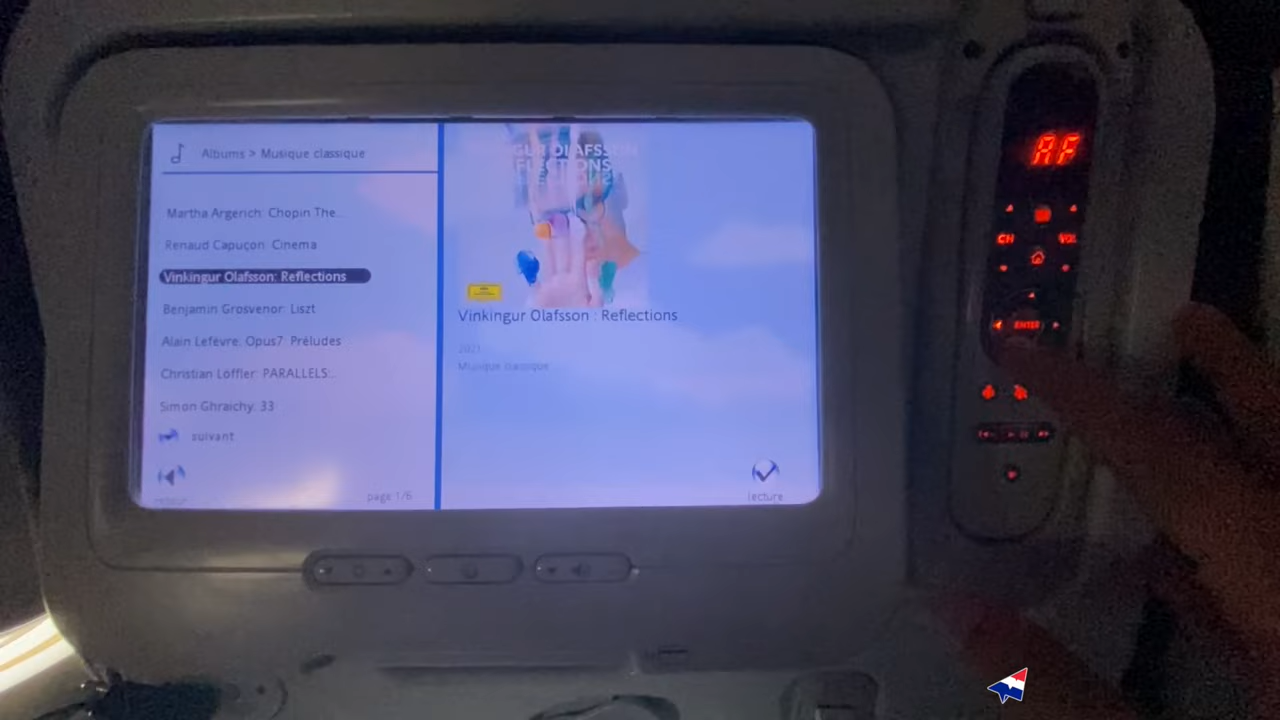 Albums > Musique classique
Martha Argerich: Chopin The...
Renaud Capuçon: Cinema
Vinkingur Olafsson: Reflections
Benjamin Grosvenor: Liszt
Alain Lefèvre: Opus7: Préludes
Christian Loffler: PARALLELS:..
Simon Ghraichy: 33
suivant
retour
page 1/6
Vinkingur Olafsson : Reflections
2021
Musique classique
lecture
AF
CH
VOL
ENTER